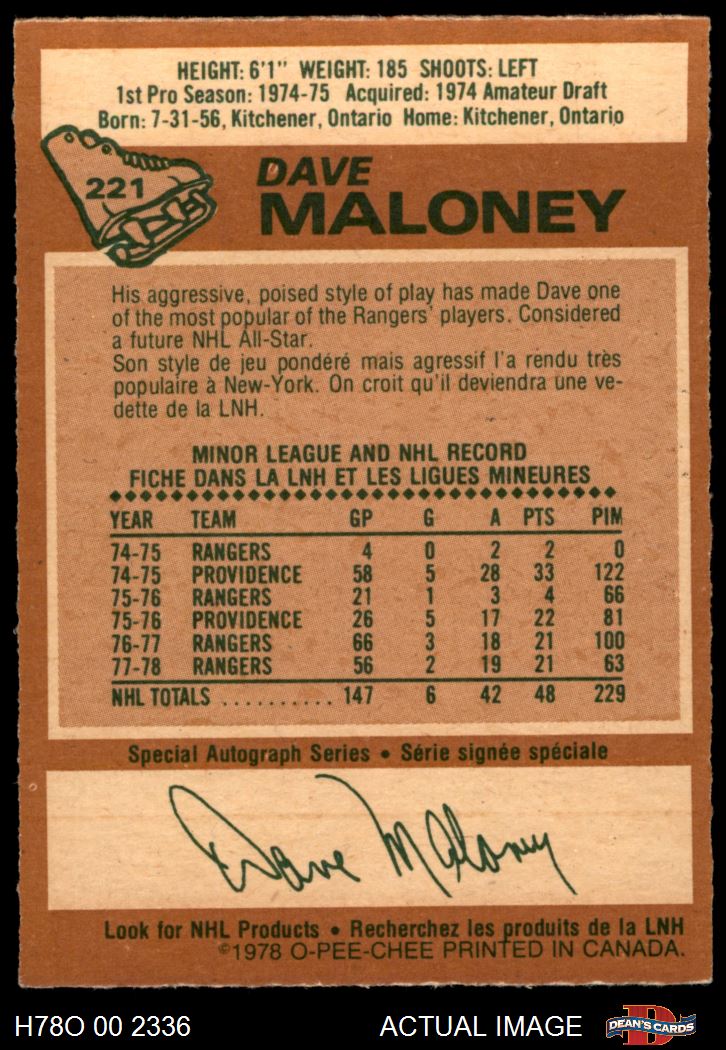 HEIGHT: 6'1" WEIGHT: 185 SHOOTS: LEFT
1st Pro Season: 1974-75 Acquired: 1974 Amateur Draft
Born: 7-31-56, Kitchener, Ontario Home: Kitchener, Ontario
221
DAVE
MALONEY
His aggressive, poised style of play has made Dave one
of the most popular of the Rangers' players. Considered
a future NHL All-Star.
Son style de jeu pondéré mais agressif l'a rendu très
populaire à New-York. On croit qu'il deviendra une ve-
dette de la LNH.
MINOR LEAGUE AND NHL RECORD
FICHE DANS LA LNH ET LES LIGUES MINEURES
YEAR TEAM GP G A PTS PIM
74-75 RANGERS 4 0 2 2 0
74-75 PROVIDENCE 58 5 28 33 122
75-76 RANGERS 21 1 3 4 66
75-76 PROVIDENCE 26 5 17 22 81
76-77 RANGERS 66 3 18 21 100
77-78 RANGERS 56 2 19 21 63
NHL TOTALS .......... 147 6 42 48 229
Special Autograph Series • Série signée spéciale
Dave Maloney
Look for NHL Products • Recherchez les produits de la LNH
©1978 O-PEE-CHEE PRINTED IN CANADA.
H78O 00 2336 ACTUAL IMAGE D DEAN'S CARDS